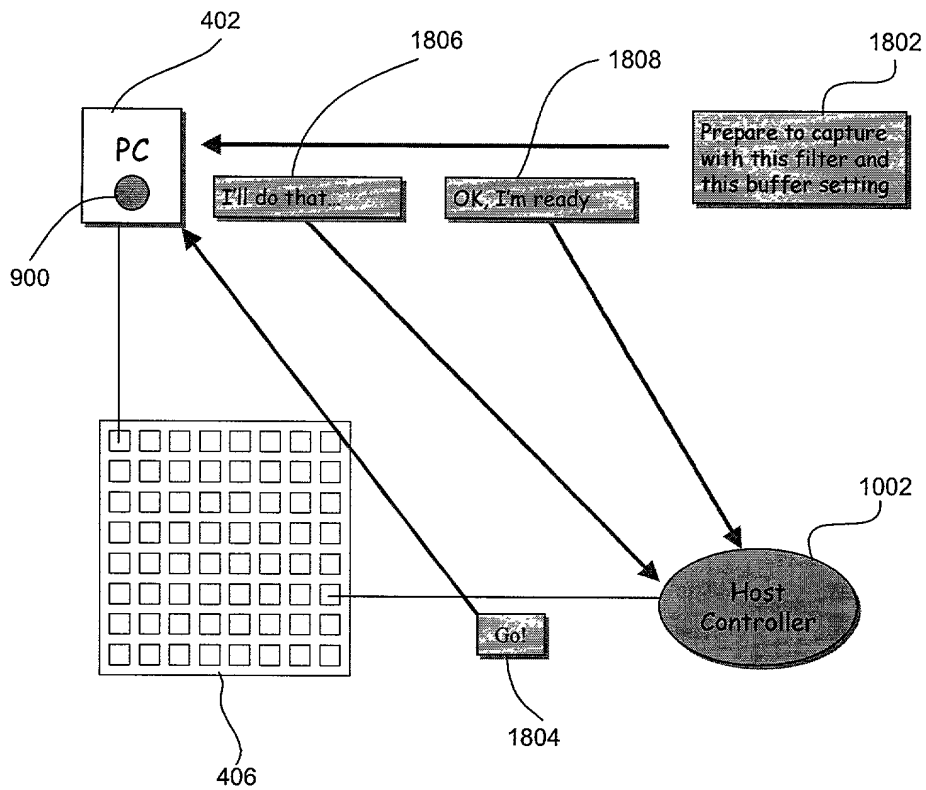 402
1806
1808
1802
PC
Prepare to capture
with this filter and
this buffer setting
I'll do that...
OK, I'm ready
900
1002
Host
Controller
Go!
1804
406